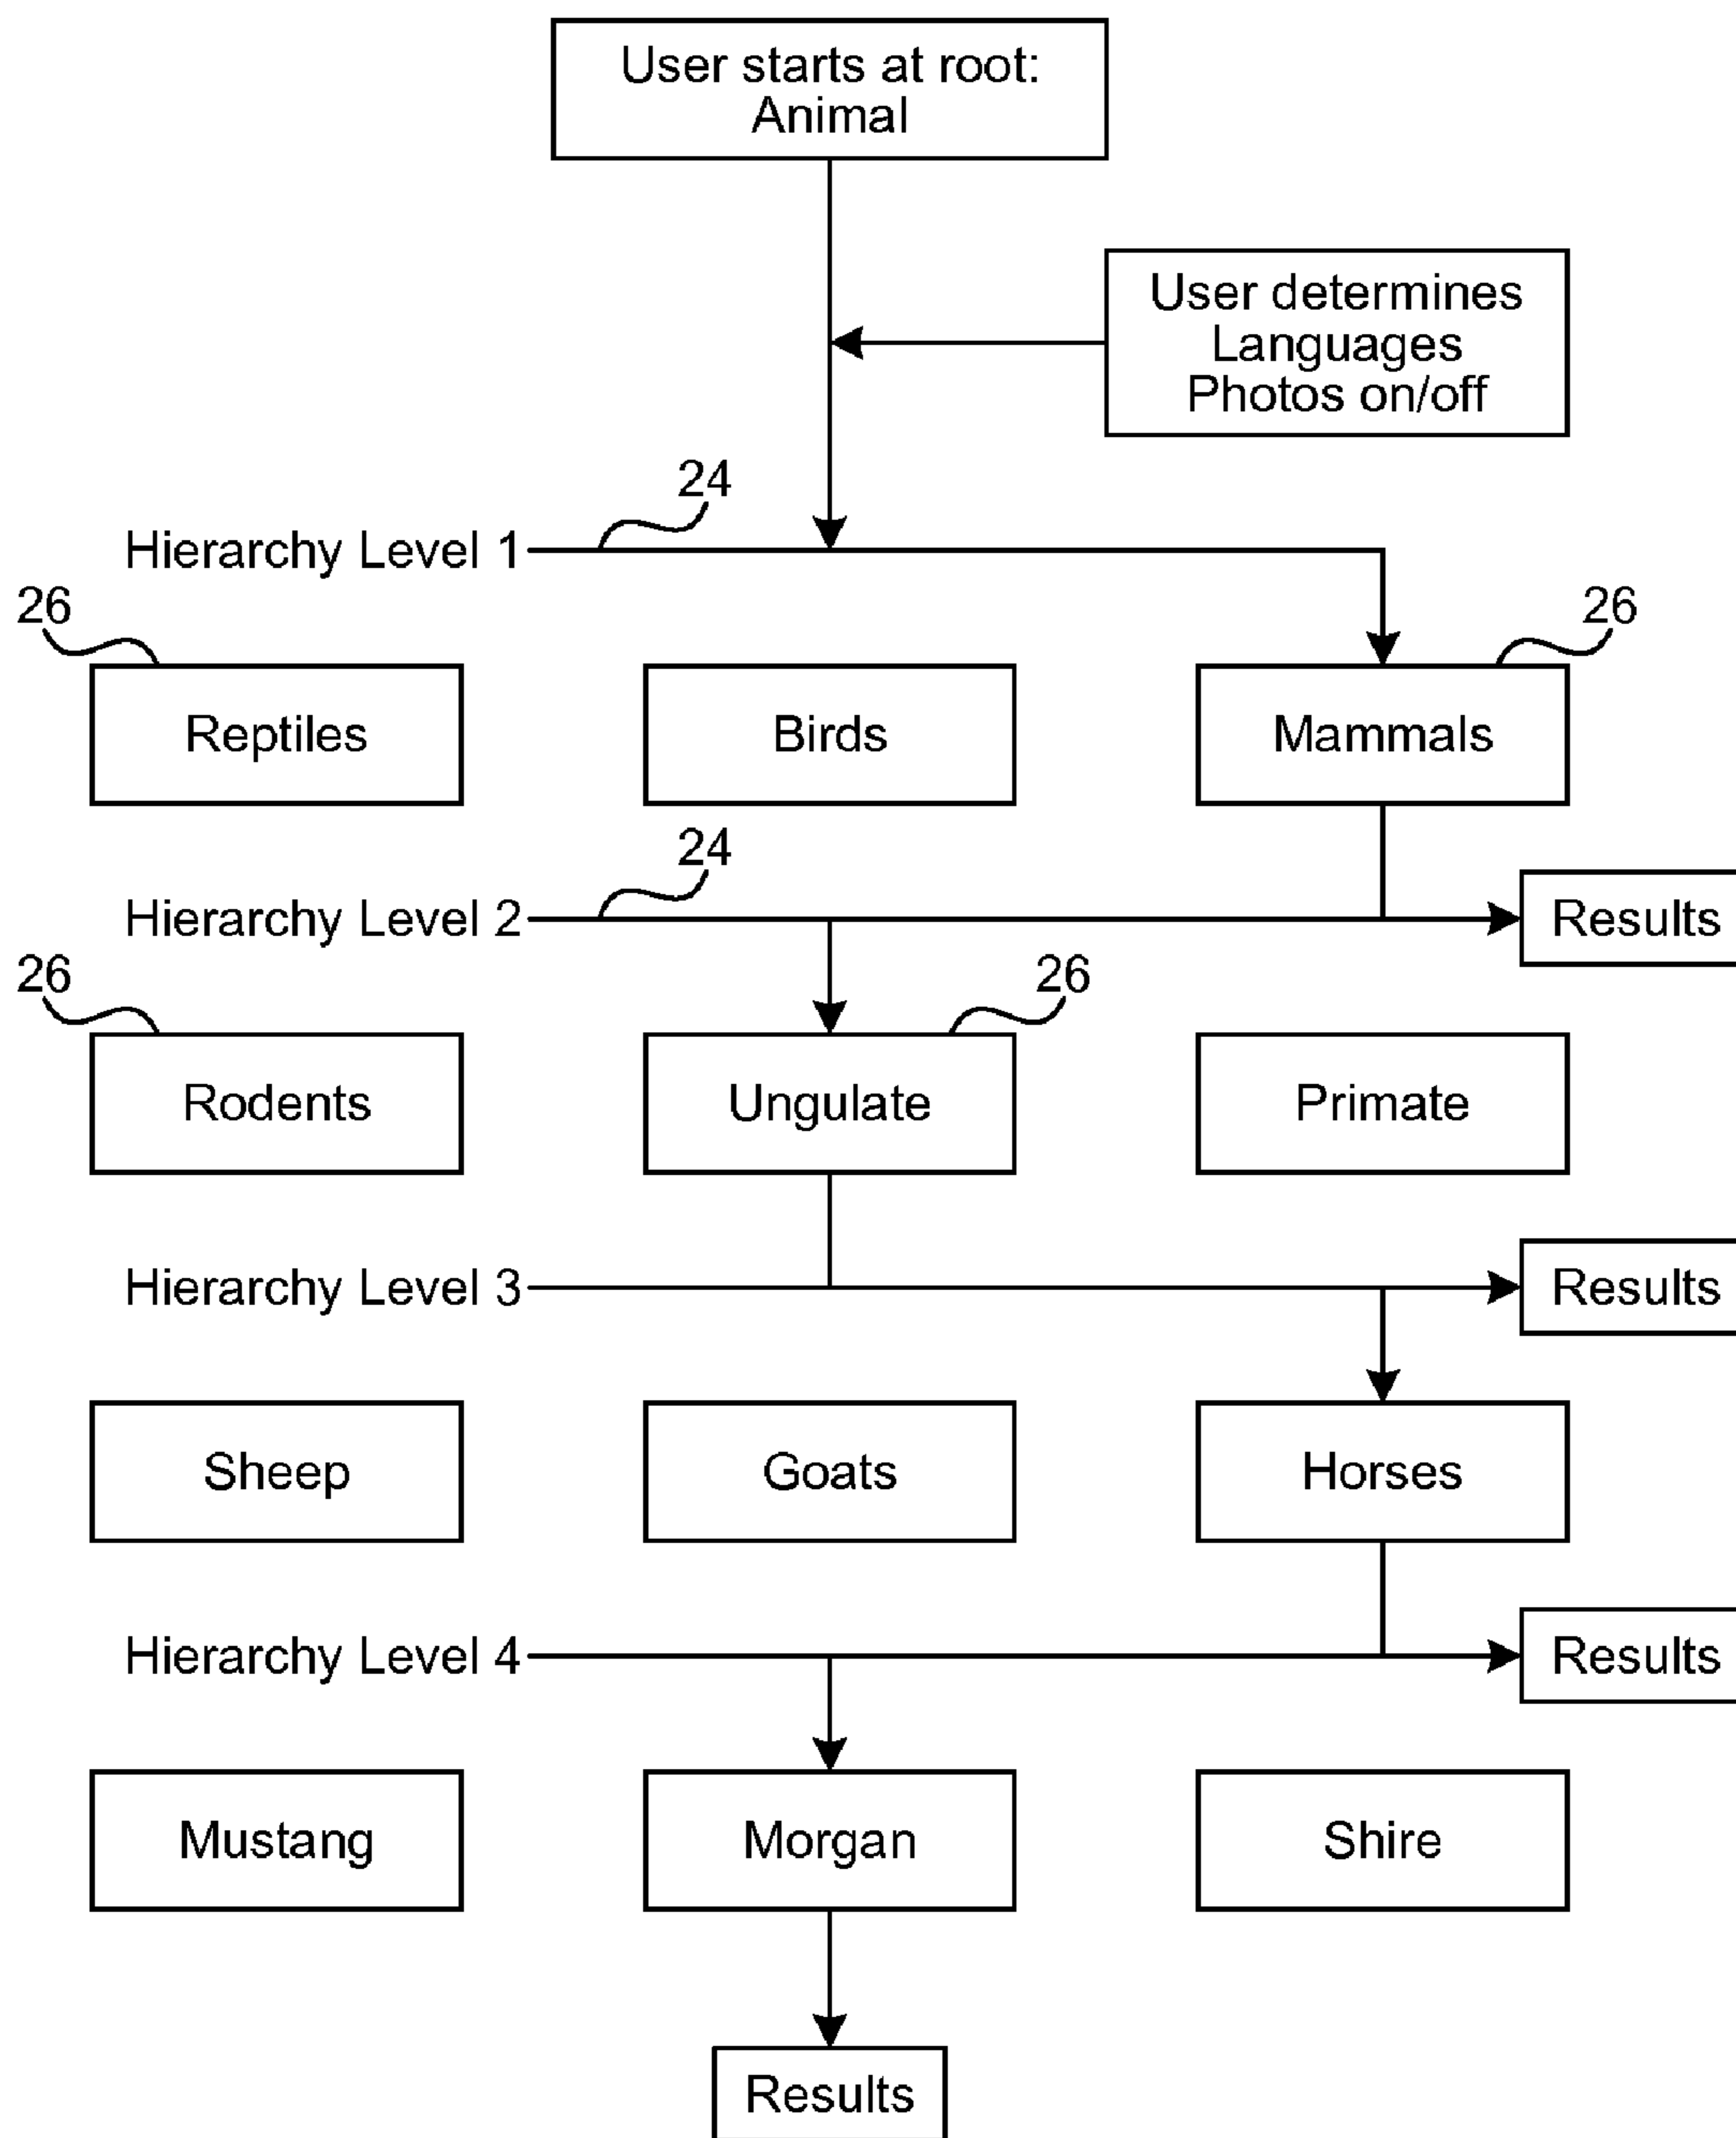 User starts at root:
Animal
User determines
Languages
Photos on/off
24
Hierarchy Level 1
26
26
Reptiles
Birds
Mammals
24
Hierarchy Level 2
Results
26
26
Rodents
Ungulate
Primate
Hierarchy Level 3
Results
Sheep
Goats
Horses
Hierarchy Level 4
Results
Mustang
Morgan
Shire
Results